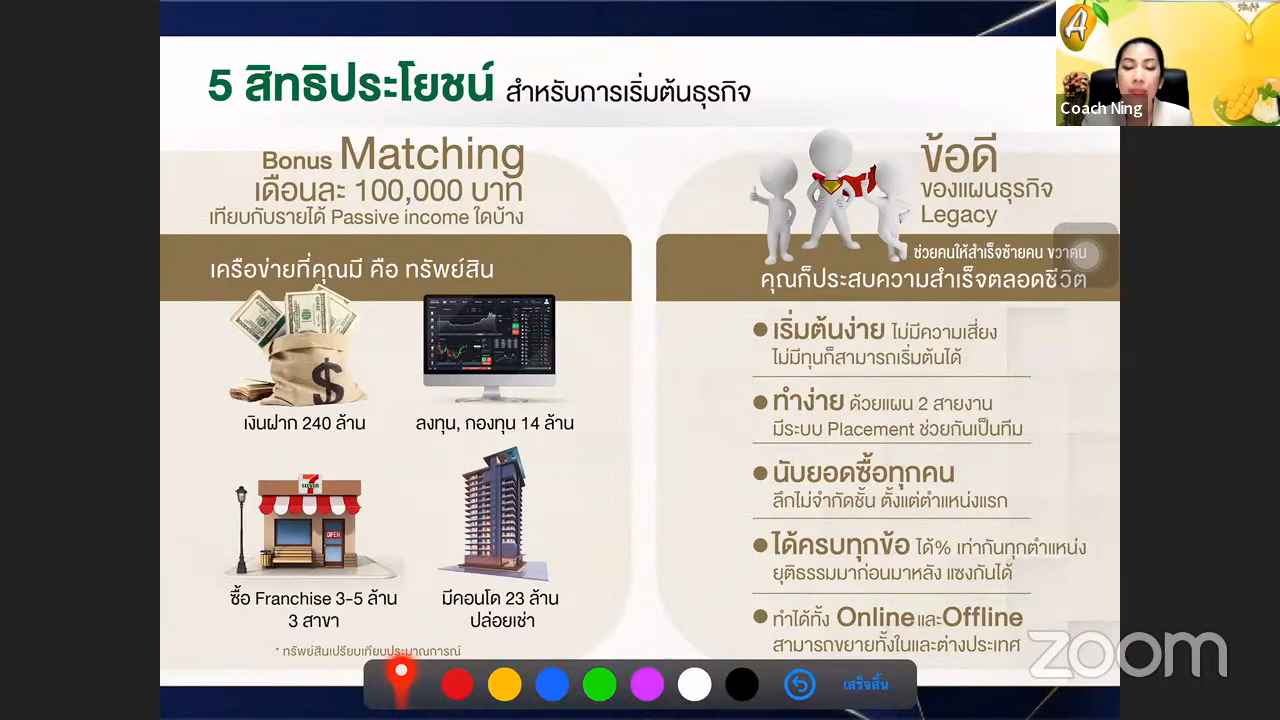 5 สิทธิประโยชน์ สำหรับการเริ่มต้นธุรกิจ
Bonus Matching
เดือนละ 100,000 บาท
เทียบกับรายได้ Passive income ใดบ้าง
เครือข่ายที่คุณมี คือ ทรัพย์สิน
เงินฝาก 240 ล้าน
ลงทุน, กองทุน 14 ล้าน
7
ELEVEN
OPEN
ซื้อ Franchise 3-5 ล้าน
3 สาขา
มีคอนโด 23 ล้าน
ปล่อยเช่า
* ทรัพย์สินเปรียบเทียบประมาณการณ์
ข้อดี
ของแผนธุรกิจ
Legacy
ช่วยคนให้สำเร็จซ้ายคน ขวาคน
คุณก็ประสบความสำเร็จตลอดชีวิต
● เริ่มต้นง่าย ไม่มีความเสี่ยง
ไม่มีทุนก็สามารถเริ่มต้นได้
● ทำง่าย ด้วยแผน 2 สายงาน
มีระบบ Placement ช่วยกันเป็นทีม
● นับยอดซื้อทุกคน
ลึกไม่จำกัดชั้น ตั้งแต่ตำแหน่งแรก
● ได้ครบทุกข้อ ได้% เท่ากันทุกตำแหน่ง
ยุติธรรมมาก่อนมาหลัง แซงกันได้
● ทำได้ทั้ง Online และ Offline
สามารถขยายทั้งในและต่างประเทศ
A
Staff
Coach Ning
zoom
เสร็จสิ้น